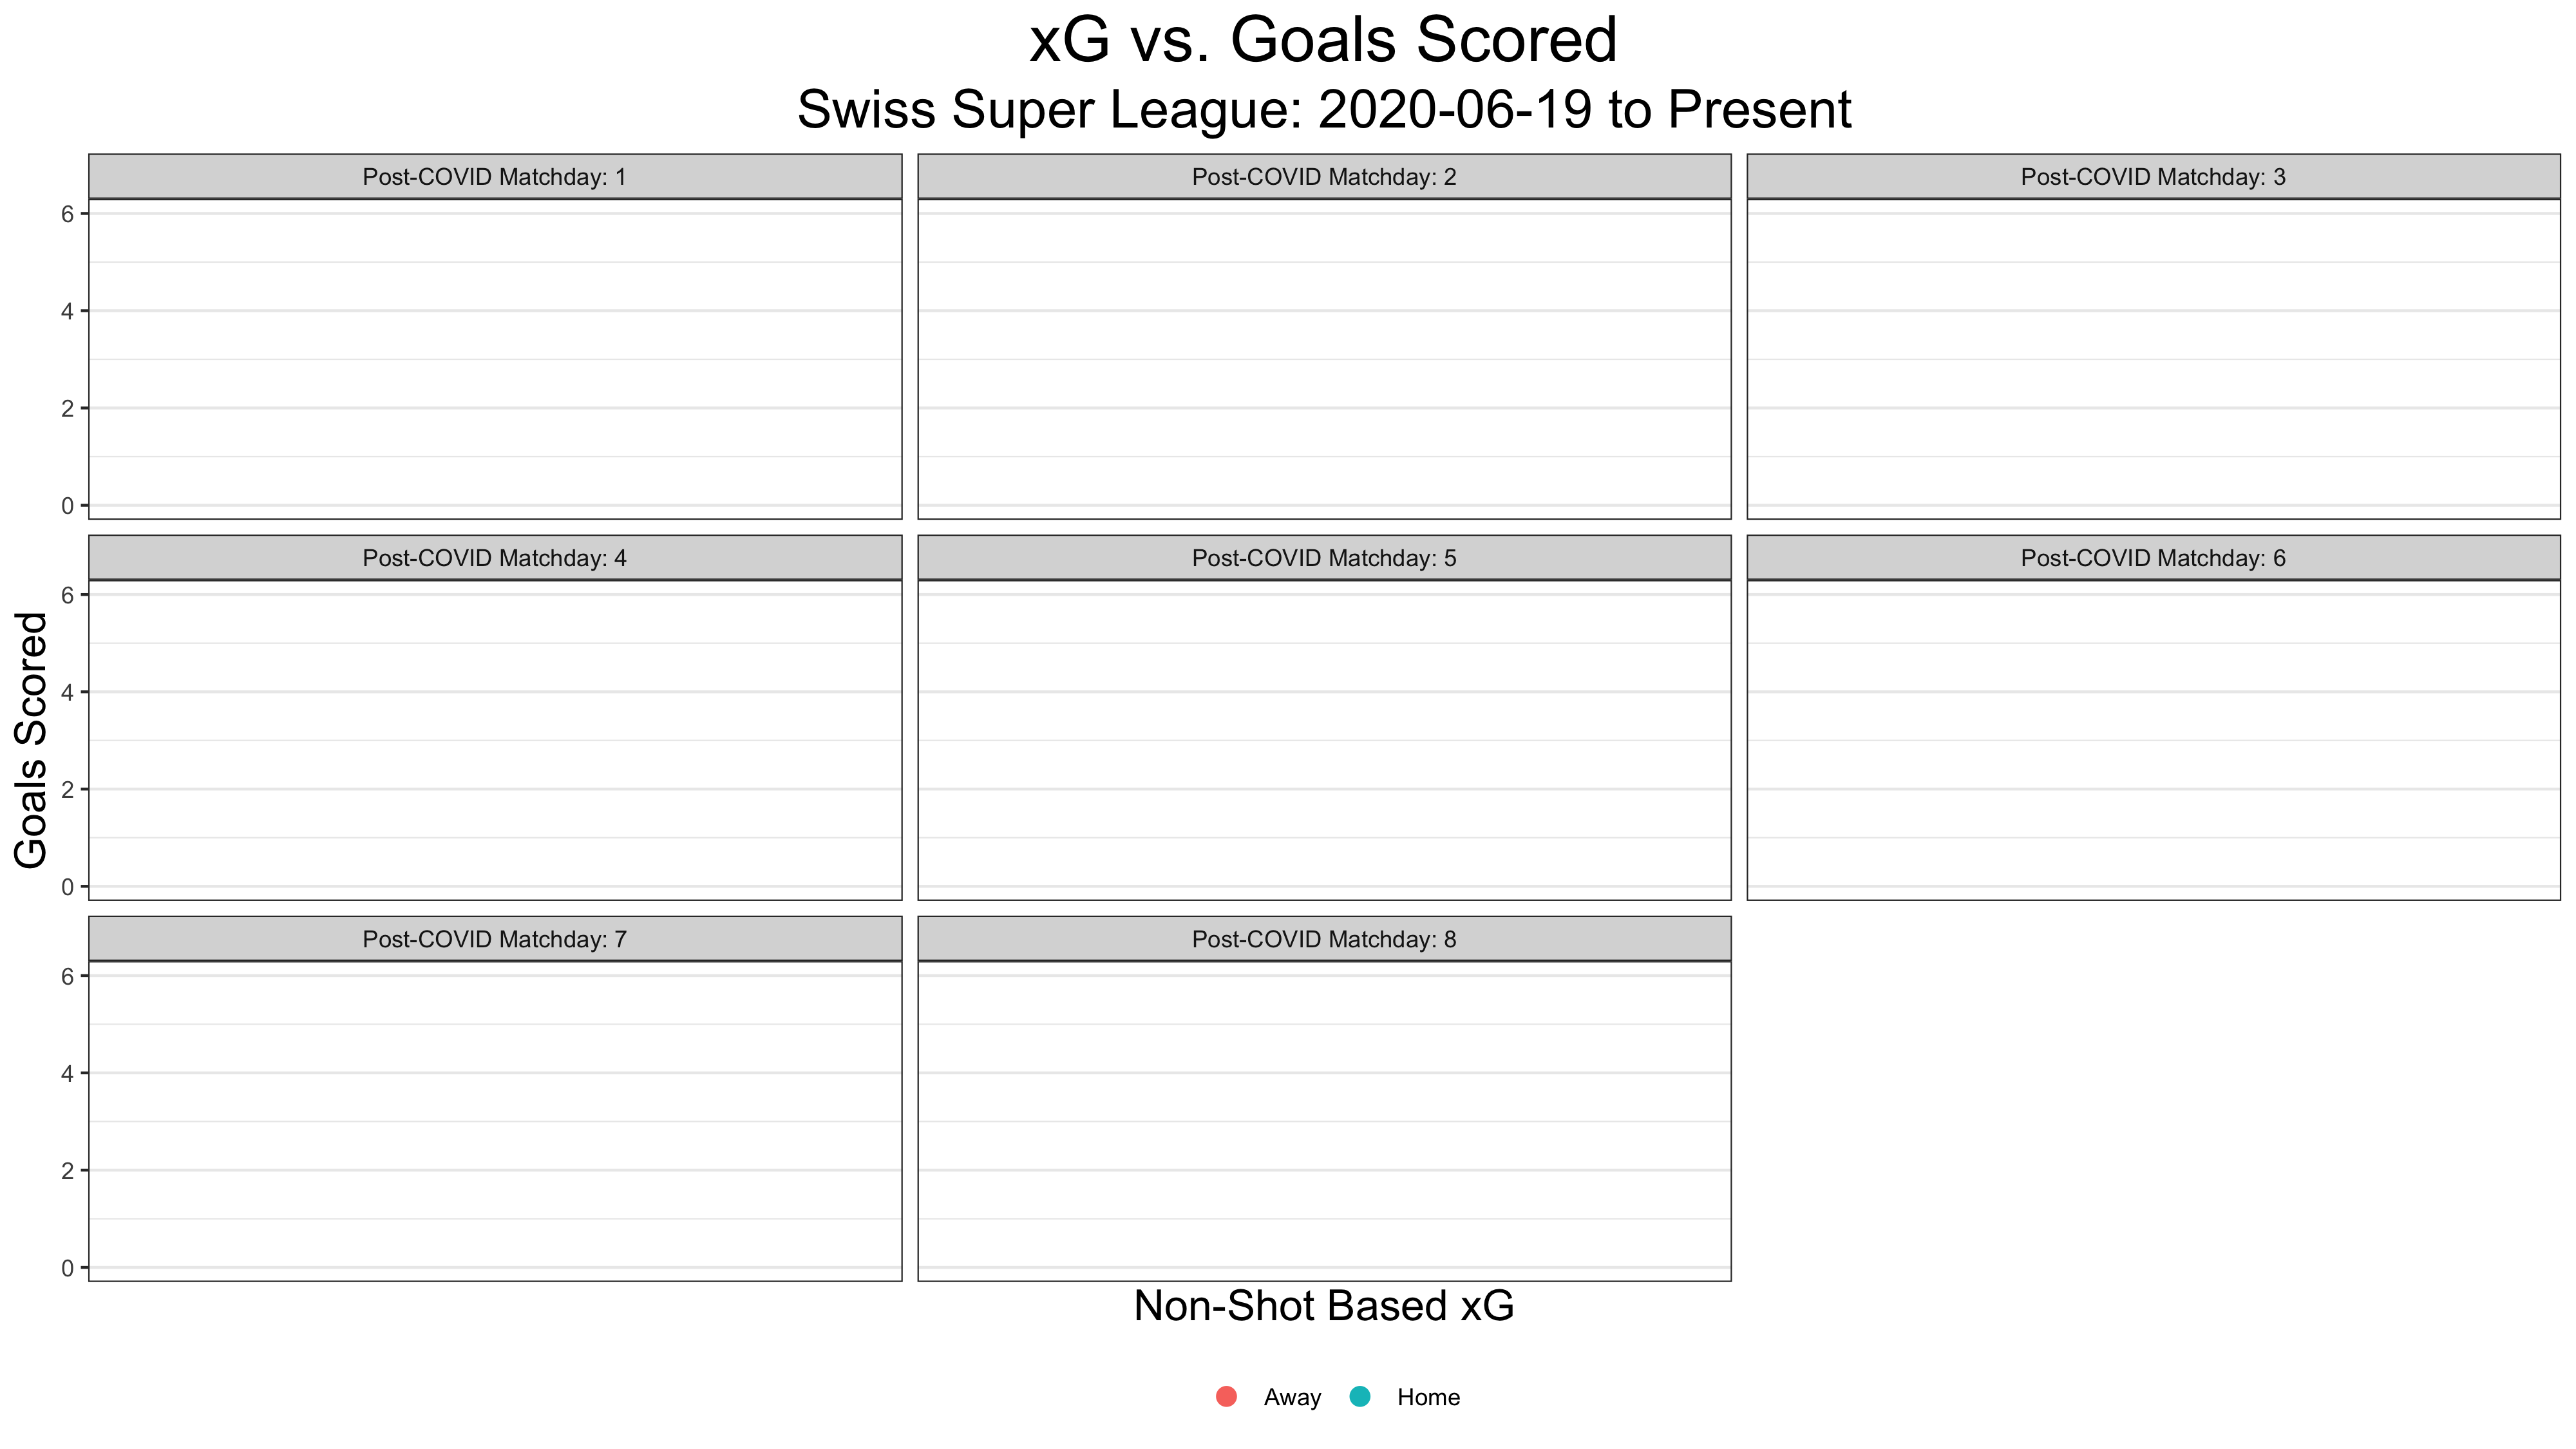 xG vs. Goals Scored
Swiss Super League: 2020-06-19 to Present
Post-COVID Matchday: 1
Post-COVID Matchday: 2
Post-COVID Matchday: 3
6
4
2
0
Post-COVID Matchday: 4
Post-COVID Matchday: 5
Post-COVID Matchday: 6
Goals Scored
6
4
2
0
Post-COVID Matchday: 7
Post-COVID Matchday: 8
6
4
2
0
Non-Shot Based xG
Away
Home